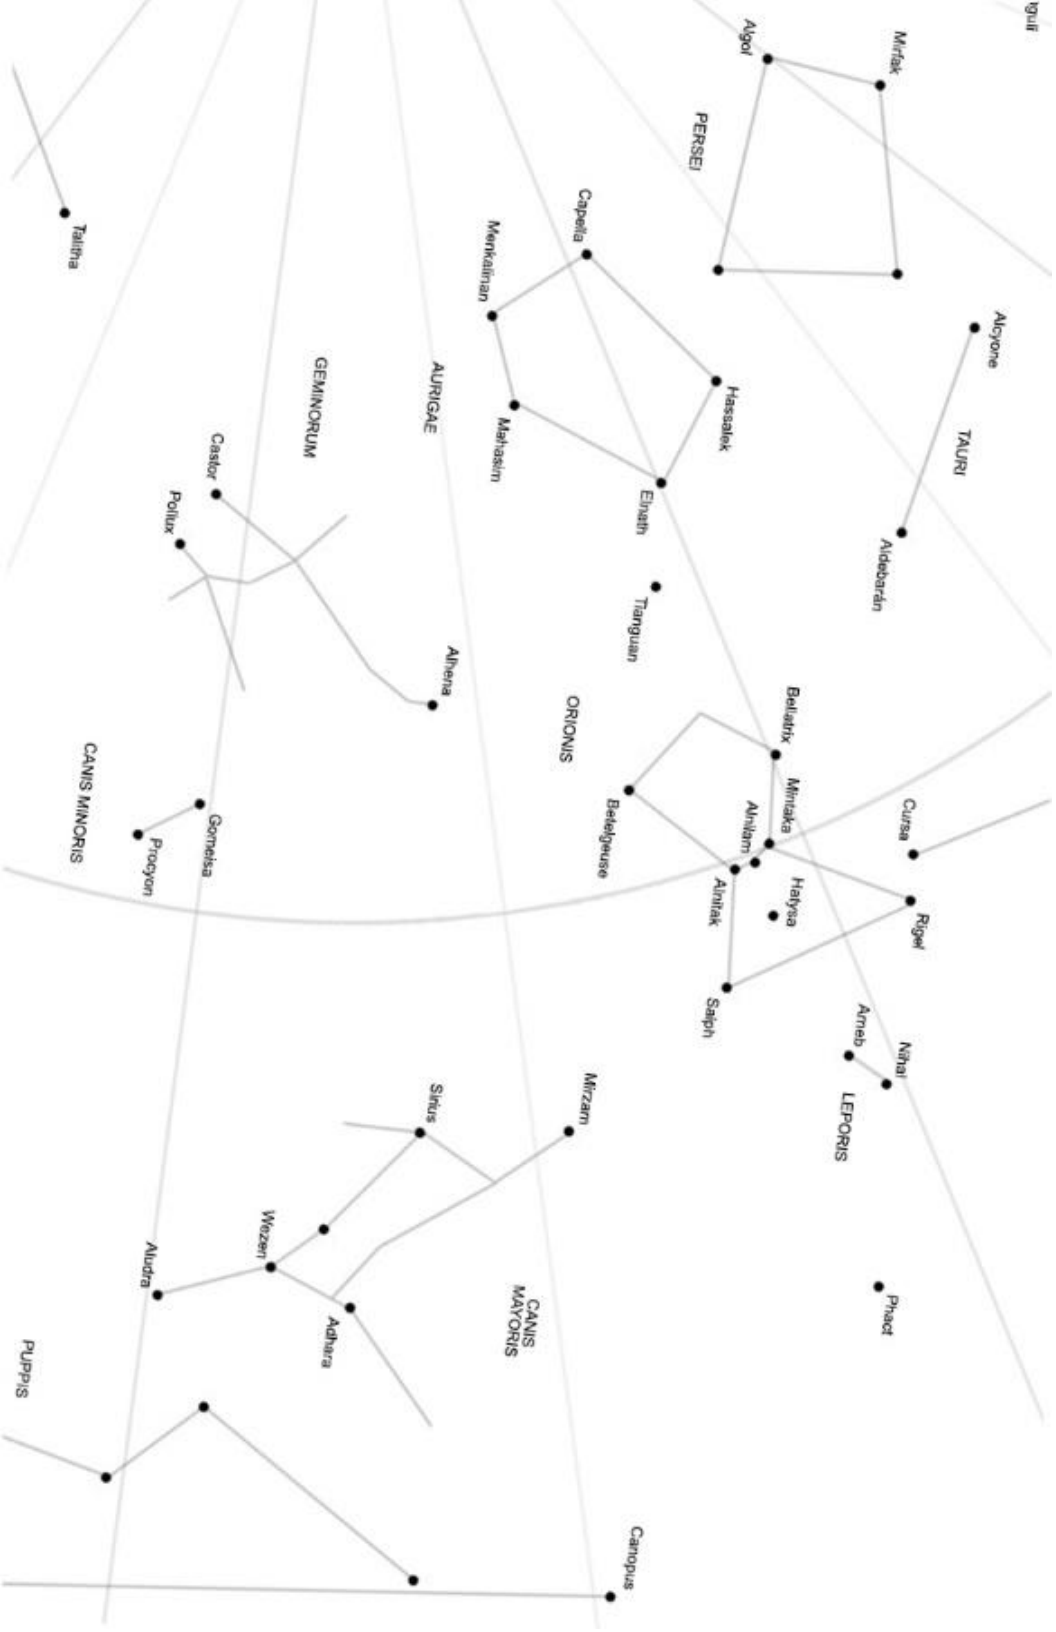 Algol
Mirfak
PERSEI
Talitha
Capella
Menkalinan
Alcyone
GEMINORUM
AURIGAE
Hassalek
TAURI
Mahasim
Castor
Pollux
Elnath
Aldebarán
Tianguan
Alhena
ORIONIS
Bellatrix
CANIS MINORIS
Mintaka
Alnilam
Cursa
Betelgeuse
Gomeisa
Procyon
Alnitak
Hatysa
Rigel
Saiph
Arneb
Nihal
LEPORIS
Sirius
Mirzam
Wezen
Aludra
CANIS
MAYORIS
Adhara
Phact
PUPPIS
Canopus